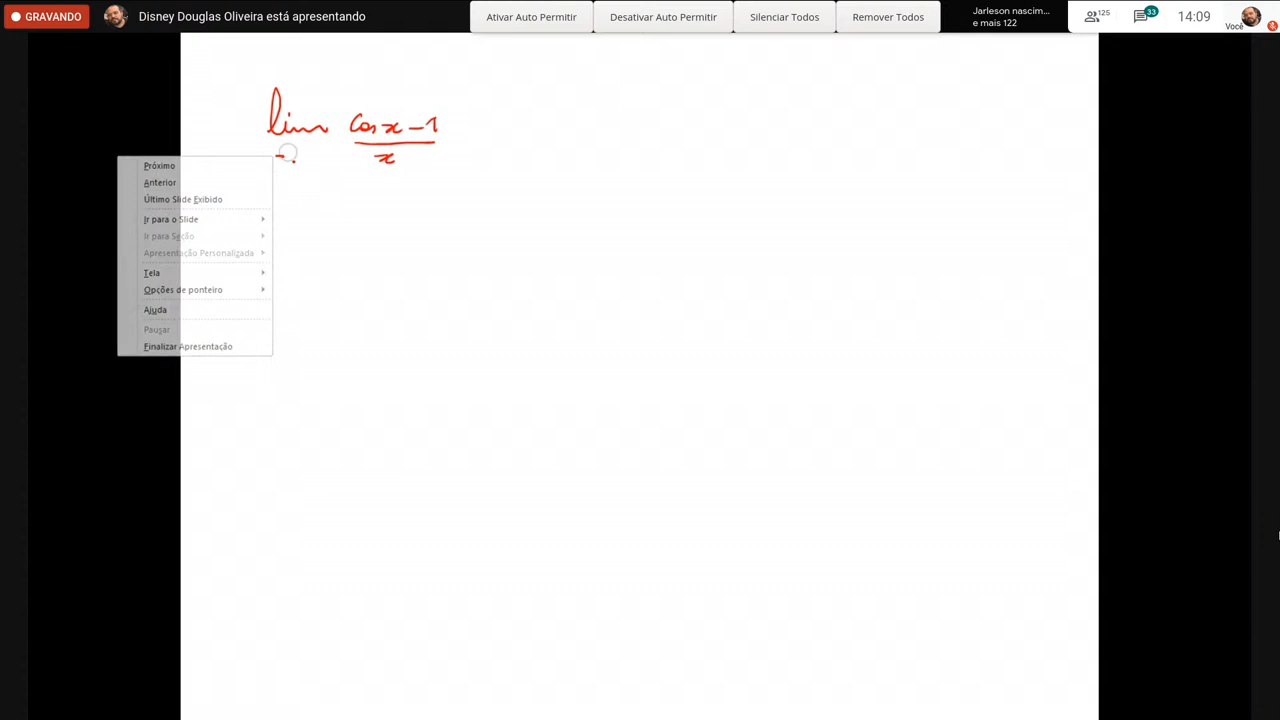 GRAVANDO
Disney Douglas Oliveira está apresentando
Ativar Auto Permitir
Desativar Auto Permitir
Silenciar Todos
Remover Todos
Jarleson nascim...
e mais 122
125
33
14:09
Você
lim cos x - 1
x
Próximo
Anterior
Último Slide Exibido
Ir para o Slide
Ir para Seção
Apresentação Personalizada
Tela
Opções de ponteiro
Ajuda
Pausar
Finalizar Apresentação